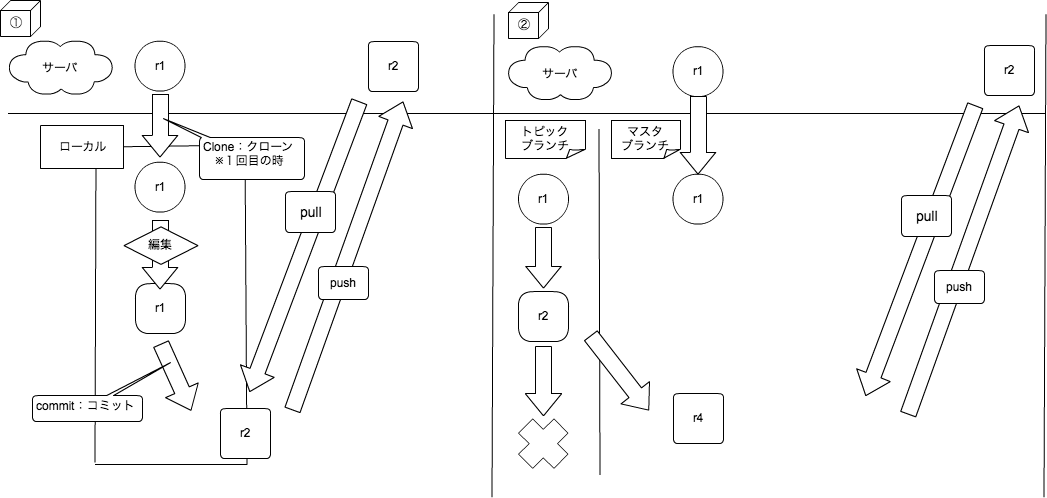 ①
サーバ
r1
r2
ローカル
Clone：クローン
※１回目の時
r1
編集
r1
pull
push
commit：コミット
r2
②
サーバ
r1
r2
トピック
ブランチ
マスタ
ブランチ
r1
r1
r2
pull
push
r4